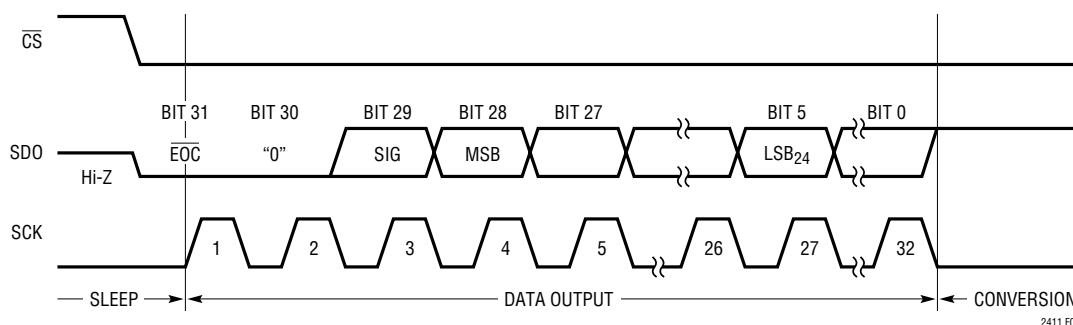 CS
BIT 31 BIT 30 BIT 29 BIT 28 BIT 27 BIT 5 BIT 0
SDO EOC "0" SIG MSB LSB24
Hi-Z
SCK 1 2 3 4 5 26 27 32
SLEEP DATA OUTPUT CONVERSION